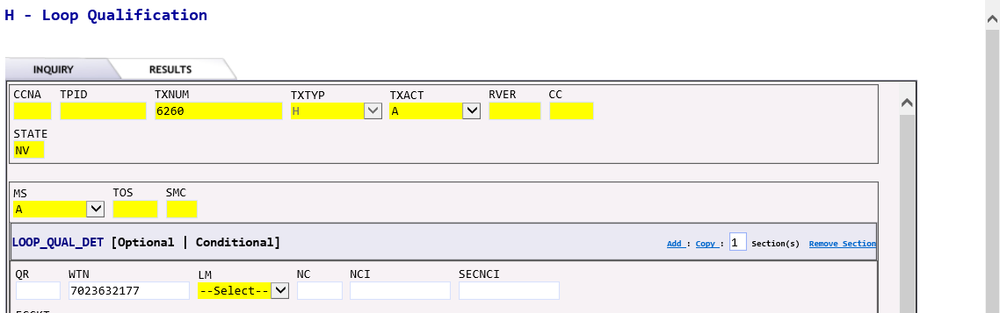 H - Loop Qualification
INQUIRY RESULTS
CCNA TPID TXNUM TXTYP TXACT RVER CC
6260 H A
STATE
NV
MS TOS SMC
A
LOOP_QUAL_DET [Optional | Conditional] Add : Copy : 1 Section(s) Remove Section
QR WTN LM NC NCI SECNCI
7023632177 --Select--